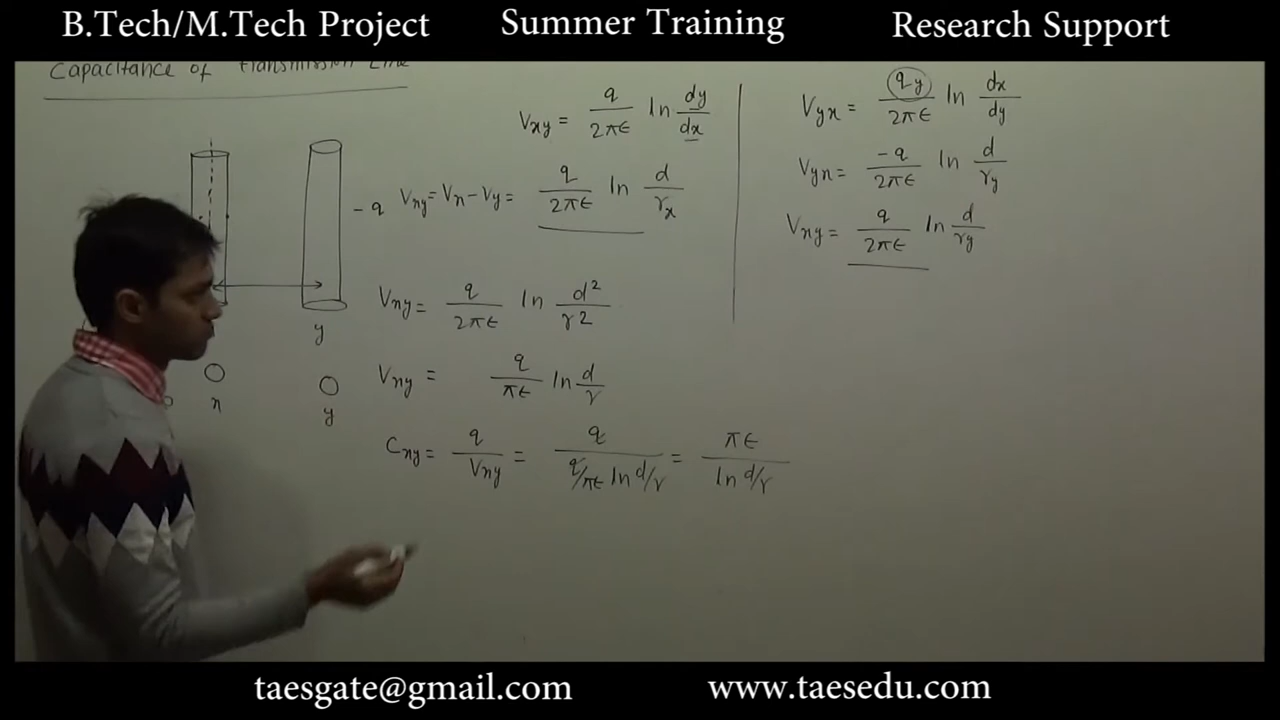 B.Tech/M.Tech Project Summer Training Research Support
Capacitance of transmission Line
Vxy = q/2πϵ ln dy/dx
Vxy = Vx - Vy = q/2πϵ ln d/rx
- q
Vxy = q/2πϵ ln d²/r2
Vxy = q/πϵ ln d/r
Cxy = q/Vxy = q/(q/πϵ ln d/r) = πϵ/(ln d/r)
y
x
y
Vyx = qy/2πϵ ln dx/dy
Vyx = -q/2πϵ ln d/ry
Vxy = q/2πϵ ln d/ry
taesgate@gmail.com www.taesedu.com